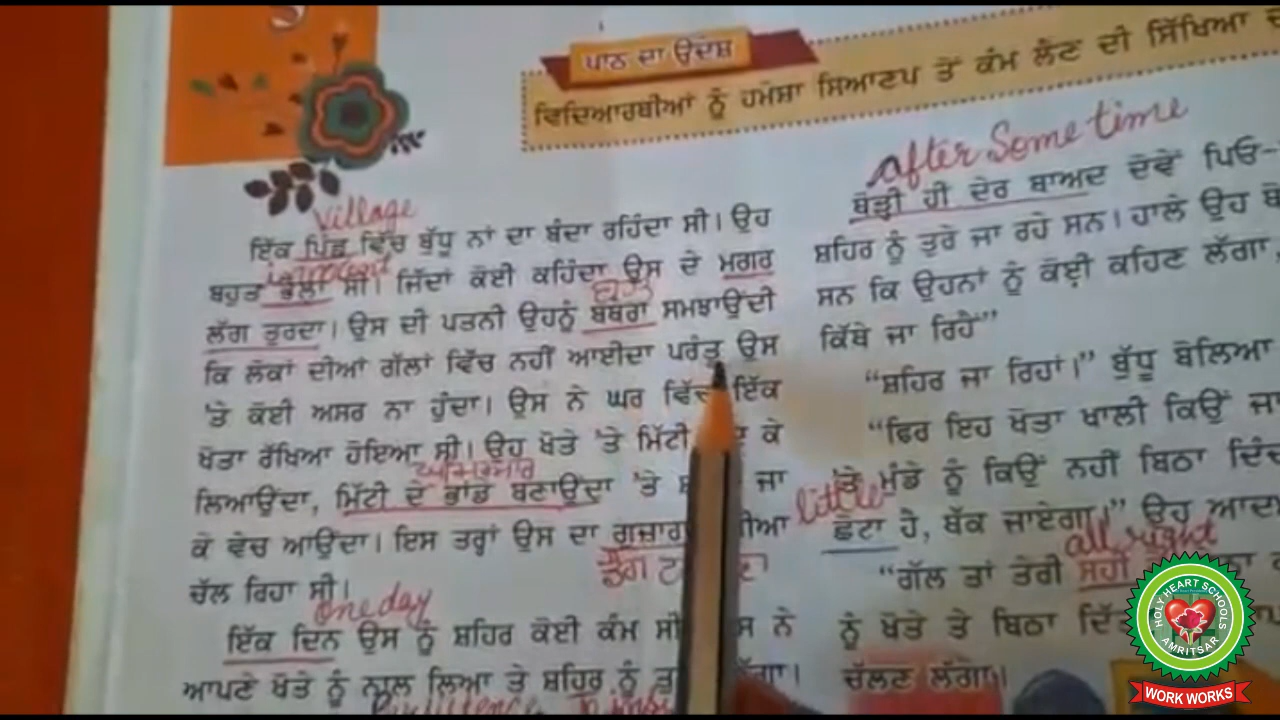 ਪਾਠ ਦਾ ਉਦੇਸ਼
ਵਿਦਿਆਰਥੀਆਂ ਨੂੰ ਹਮੇਸ਼ਾ ਸਿਆਣਪ ਤੋਂ ਕੰਮ ਲੈਣ ਦੀ ਸਿੱਖਿਆ
village
ਇੱਕ ਪਿੰਡ ਵਿੱਚ ਬੁੱਧੂ ਨਾਂ ਦਾ ਬੰਦਾ ਰਹਿੰਦਾ ਸੀ। ਉਹ
innocent
ਬਹੁਤ ਭੋਲਾ ਸੀ। ਜਿੱਦਾਂ ਕੋਈ ਕਹਿੰਦਾ ਉਸ ਦੇ ਮਗਰ
ਲੱਗ ਤੁਰਦਾ। ਉਸ ਦੀ ਪਤਨੀ ਉਹਨੂੰ ਬਥੇਰਾ ਸਮਝਾਉਂਦੀ
ਕਿ ਲੋਕਾਂ ਦੀਆਂ ਗੱਲਾਂ ਵਿੱਚ ਨਹੀਂ ਆਈਦਾ ਪਰੰਤੂ ਉਸ
'ਤੇ ਕੋਈ ਅਸਰ ਨਾ ਹੁੰਦਾ। ਉਸ ਨੇ ਘਰ ਵਿੱਚ ਇੱਕ
ਖੋਤਾ ਰੱਖਿਆ ਹੋਇਆ ਸੀ। ਉਹ ਖੋਤੇ 'ਤੇ ਮਿੱਟੀ ਕੇ
ਲਿਆਉਂਦਾ, ਮਿੱਟੀ ਦੇ ਭਾਂਡੇ ਬਣਾਉਂਦਾ 'ਤੇ ਜਾ
ਕੇ ਵੇਚ ਆਉਂਦਾ। ਇਸ ਤਰ੍ਹਾਂ ਉਸ ਦਾ
ਚੱਲ ਰਿਹਾ ਸੀ।
one day
ਇੱਕ ਦਿਨ ਉਸ ਨੂੰ ਸ਼ਹਿਰ ਕੋਈ ਕੰਮ ਨੇ
ਆਪਣੇ ਖੋਤੇ ਨੂੰ ਨਾਲ ਲਿਆ ਤੇ ਸ਼ਹਿਰ ਨੂੰ
after Some time
ਥੋੜ੍ਹੀ ਹੀ ਦੇਰ ਬਾਅਦ ਦੋਵੇਂ ਪਿਓ-
ਸ਼ਹਿਰ ਨੂੰ ਤੁਰੇ ਜਾ ਰਹੇ ਸਨ। ਹਾਲੇ ਉਹ
ਸਨ ਕਿ ਉਹਨਾਂ ਨੂੰ ਕੋਈ ਕਹਿਣ ਲੱਗਾ,
ਕਿੱਥੇ ਜਾ ਰਿਹੈ"
"ਸ਼ਹਿਰ ਜਾ ਰਿਹਾਂ।" ਬੁੱਧੂ ਬੋਲਿਆ
"ਫਿਰ ਇਹ ਖੋਤਾ ਖਾਲੀ ਕਿਉਂ
'ਤੇ ਮੁੰਡੇ ਨੂੰ ਕਿਉਂ ਨਹੀਂ ਬਿਠਾ
little
ਛੋਟਾ ਹੈ, ਥੱਕ ਜਾਏਗਾ।" ਉਹ
all right
"ਗੱਲ ਤਾਂ ਤੇਰੀ ਸਹੀ
ਨੂੰ ਖੋਤੇ ਤੇ ਬਿਠਾ
ਚੱਲਣ ਲੱਗੇ।
HOLY HEART SCHOOLS
AMRITSAR
WORK WORKS